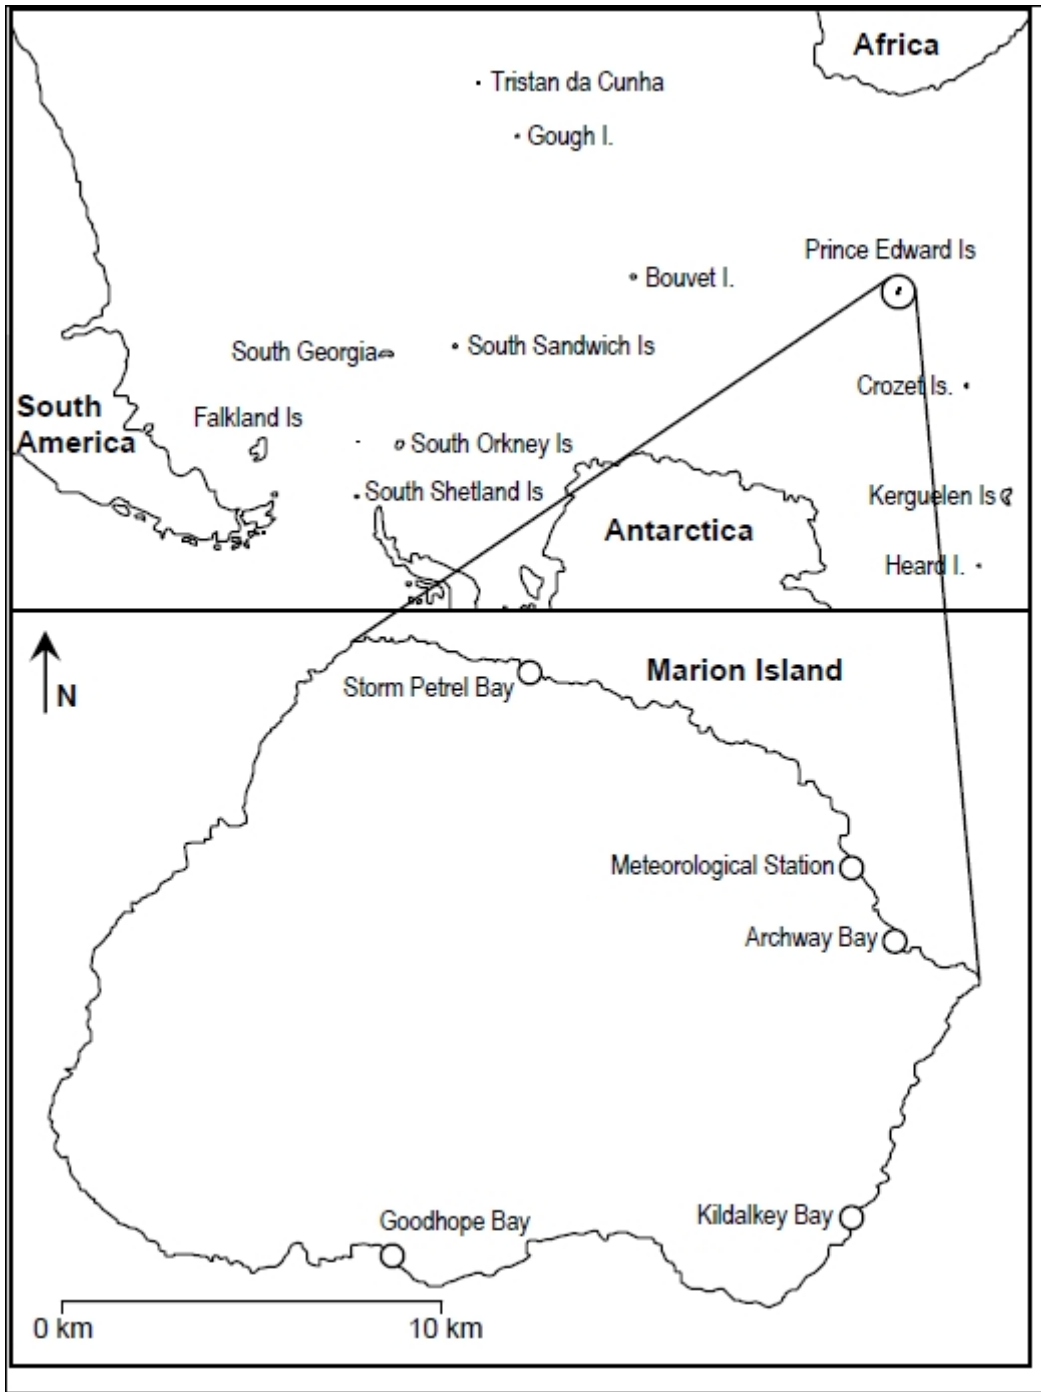 Africa
Tristan da Cunha
Gough I.
Prince Edward Is
Bouvet I.
South Georgia
South Sandwich Is
Crozet Is.
South
America
Falkland Is
South Orkney Is
South Shetland Is
Kerguelen Is
Antarctica
Heard I.
N
Marion Island
Storm Petrel Bay
Meteorological Station
Archway Bay
Goodhope Bay
Kildalkey Bay
0 km
10 km